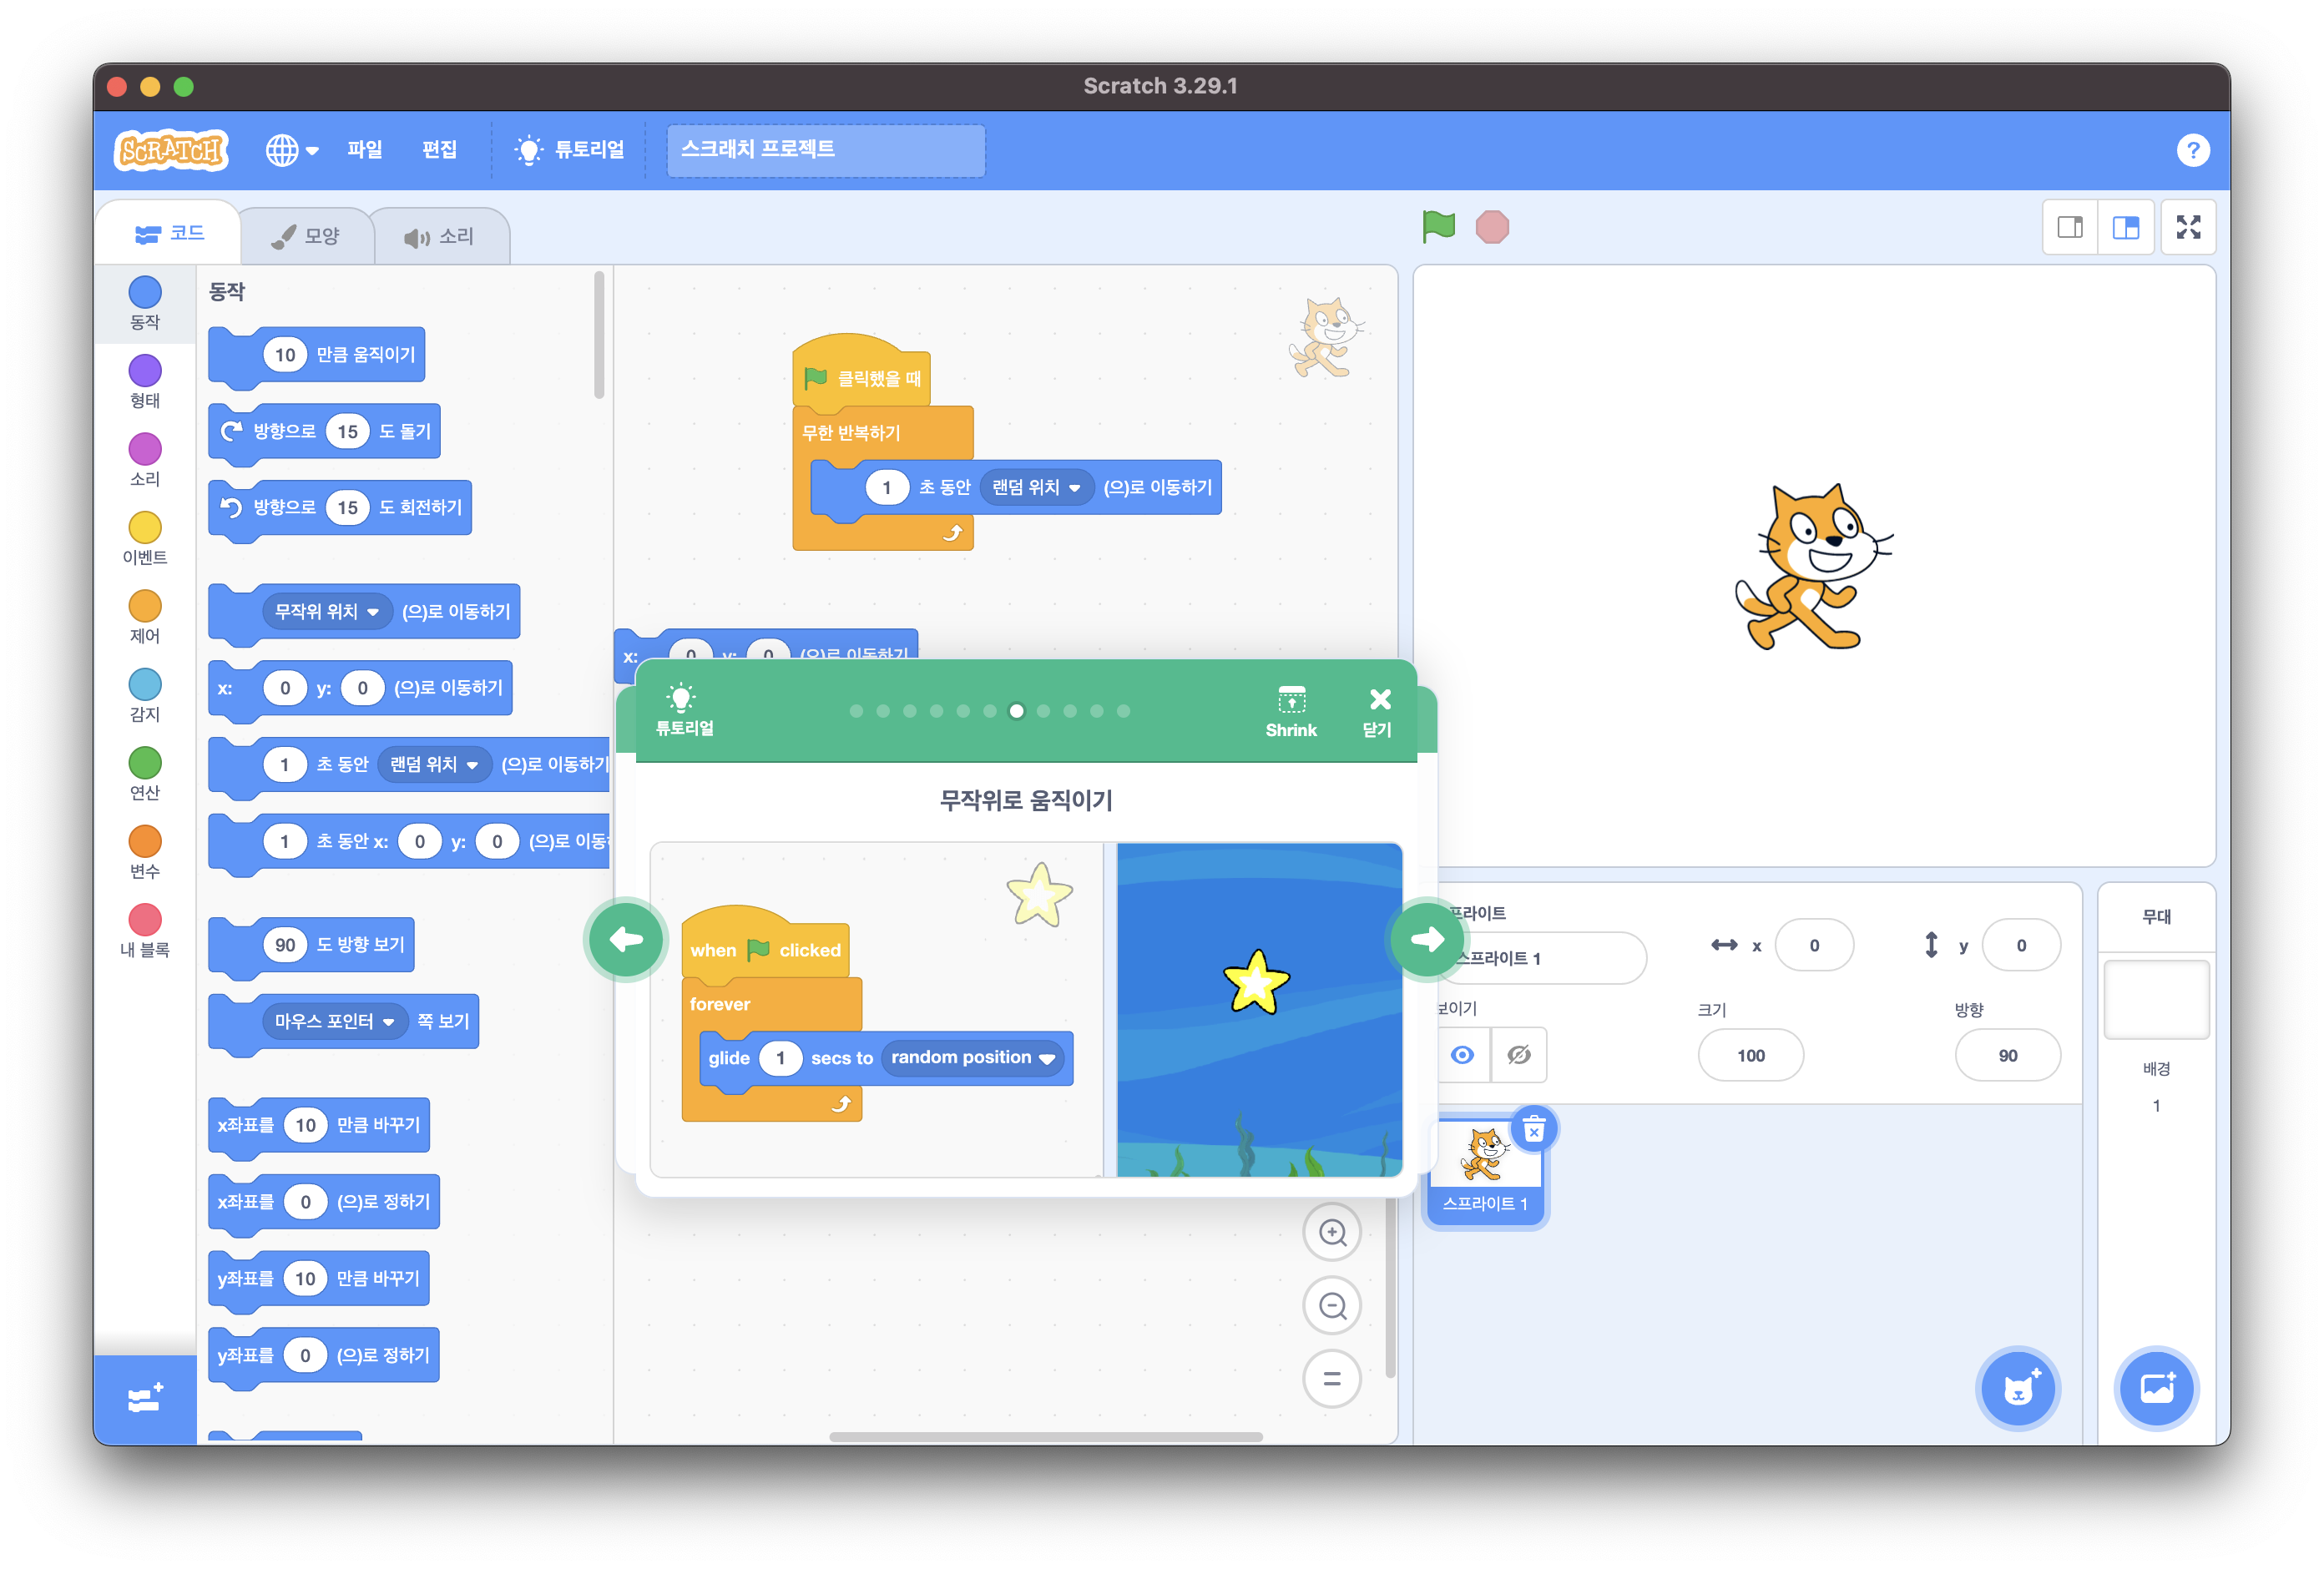 Scratch 3.29.1
SCRATCH
파일
편집
튜토리얼
스크래치 프로젝트
?
코드
모양
소리
동작
형태
소리
이벤트
제어
감지
연산
변수
내 블록
동작
10 만큼 움직이기
방향으로 15 도 돌기
방향으로 15 도 회전하기
무작위 위치 (으)로 이동하기
x: 0 y: 0 (으)로 이동하기
1 초 동안 랜덤 위치 (으)로 이동하기
1 초 동안 x: 0 y: 0 (으)로 이동
90 도 방향 보기
마우스 포인터 쪽 보기
x좌표를 10 만큼 바꾸기
x좌표를 0 (으)로 정하기
y좌표를 10 만큼 바꾸기
y좌표를 0 (으)로 정하기
클릭했을 때
무한 반복하기
1 초 동안 랜덤 위치 (으)로 이동하기
x: 0 y: 0 (으)로 이동하기
튜토리얼
Shrink
닫기
무작위로 움직이기
when clicked
forever
glide 1 secs to random position
프라이트
스프라이트 1
x 0
y 0
보이기
크기
100
방향
90
스프라이트 1
무대
배경
1